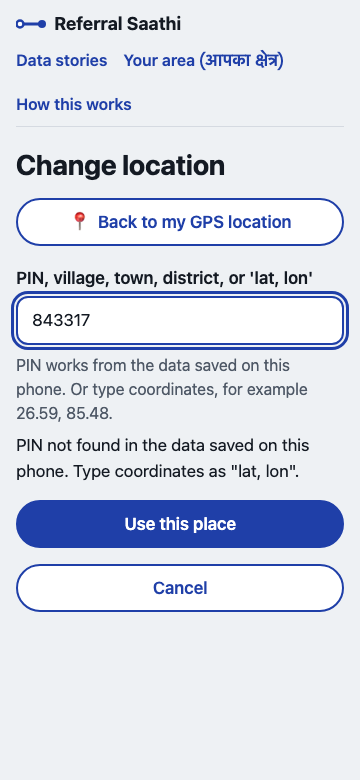 Referral Saathi
Data stories Your area (आपका क्षेत्र)
How this works
Change location
📍 Back to my GPS location
PIN, village, town, district, or 'lat, lon'
843317
PIN works from the data saved on this
phone. Or type coordinates, for example
26.59, 85.48.
PIN not found in the data saved on this
phone. Type coordinates as "lat, lon".
Use this place
Cancel